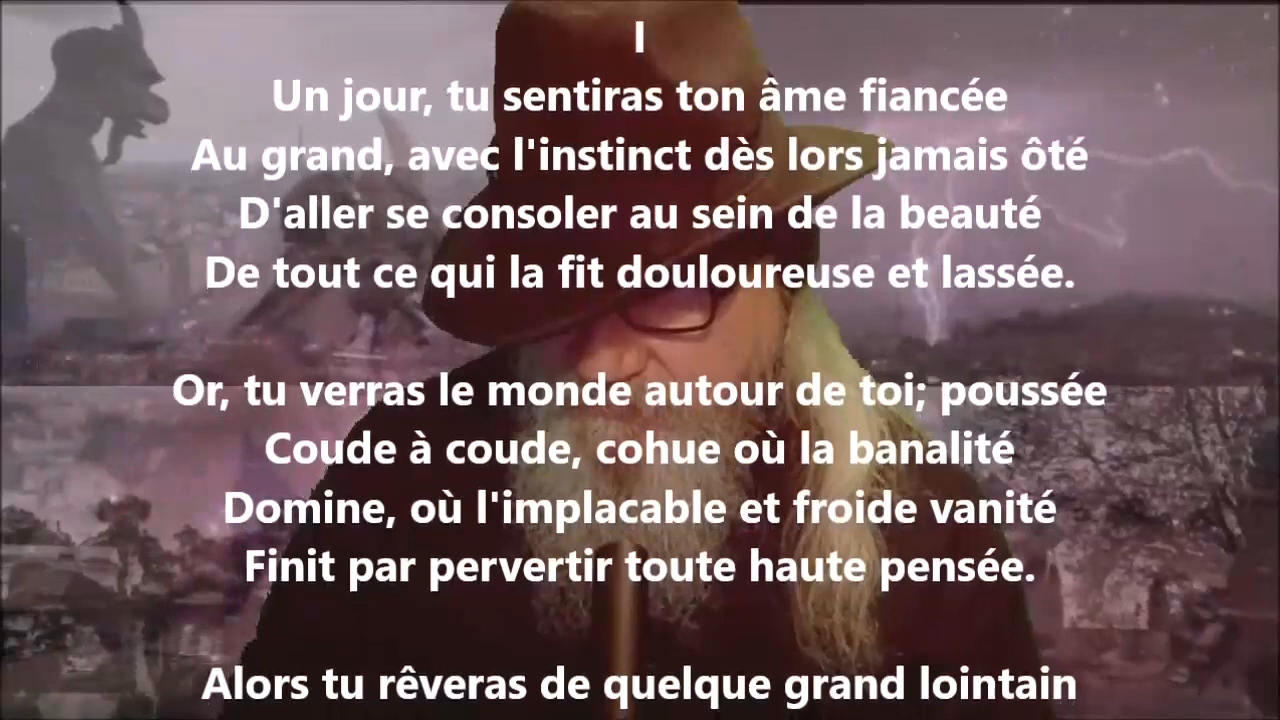 I
Un jour, tu sentiras ton âme fiancée
Au grand, avec l'instinct dès lors jamais ôté
D'aller se consoler au sein de la beauté
De tout ce qui la fit douloureuse et lassée.
Or, tu verras le monde autour de toi; poussée
Coude à coude, cohue où la banalité
Domine, où l'implacable et froide vanité
Finit par pervertir toute haute pensée.
Alors tu rêveras de quelque grand lointain